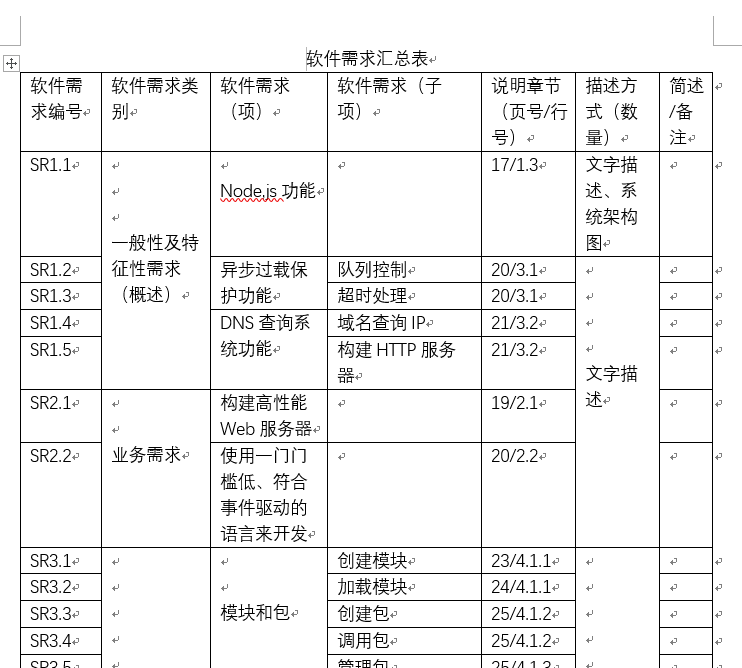 软件需求汇总表
软件需求编号 软件需求类别 软件需求（项） 软件需求（子项） 说明章节（页号/行号） 描述方式（数量） 简述/备注
SR1.1 一般性及特征性需求（概述） Node.js 功能 17/1.3 文字描述、系统架构图
SR1.2 异步过载保护功能 队列控制 20/3.1 文字描述
SR1.3 超时处理 20/3.1
SR1.4 DNS 查询系统功能 域名查询 IP 21/3.2
SR1.5 构建 HTTP 服务器 21/3.2
SR2.1 业务需求 构建高性能 Web 服务器 19/2.1
SR2.2 使用一门门槛低、符合事件驱动的语言来开发 20/2.2
SR3.1 模块和包 创建模块 23/4.1.1
SR3.2 加载模块 24/4.1.1
SR3.3 创建包 25/4.1.2
SR3.4 调用包 25/4.1.2
SR3.5 管理包 25/4.1.3